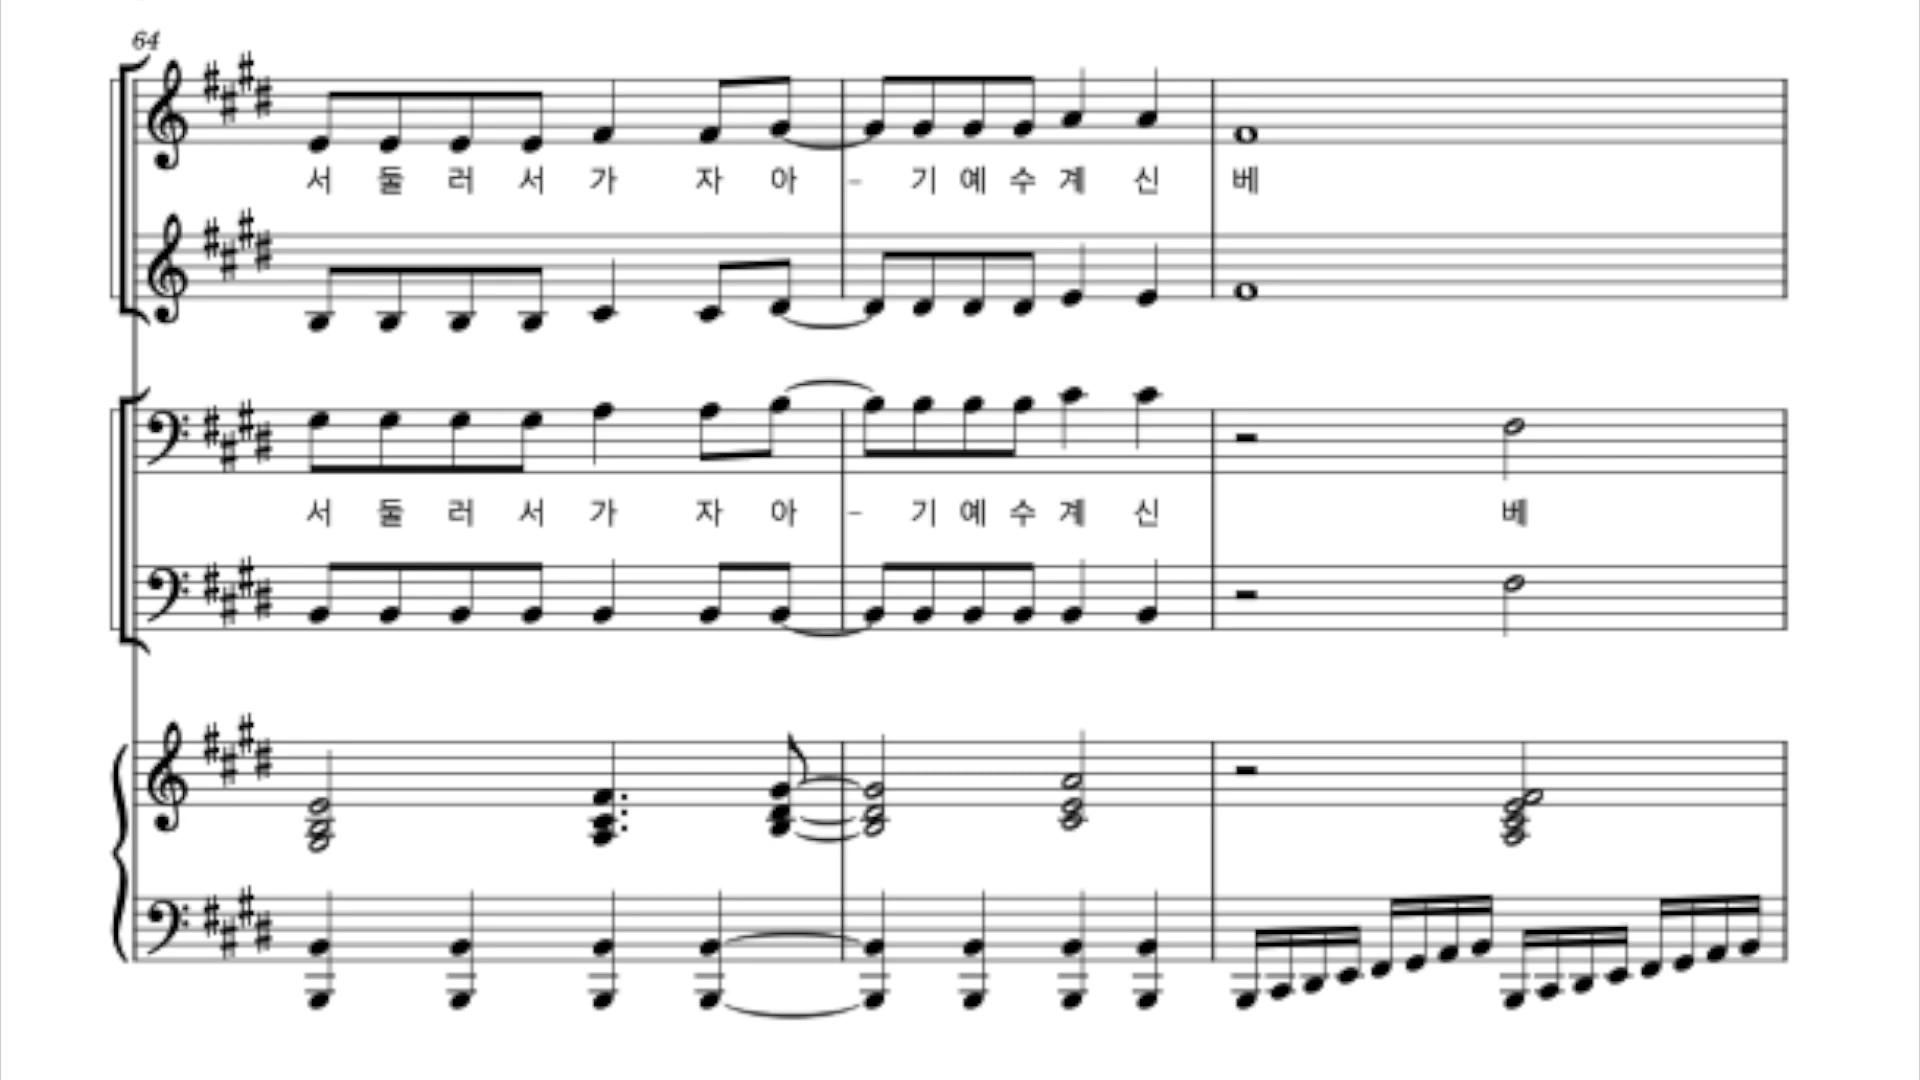 64
서 둘 러 서 가 자 아 - 기 예 수 계 신 베
서 둘 러 서 가 자 아 - 기 예 수 계 신 베